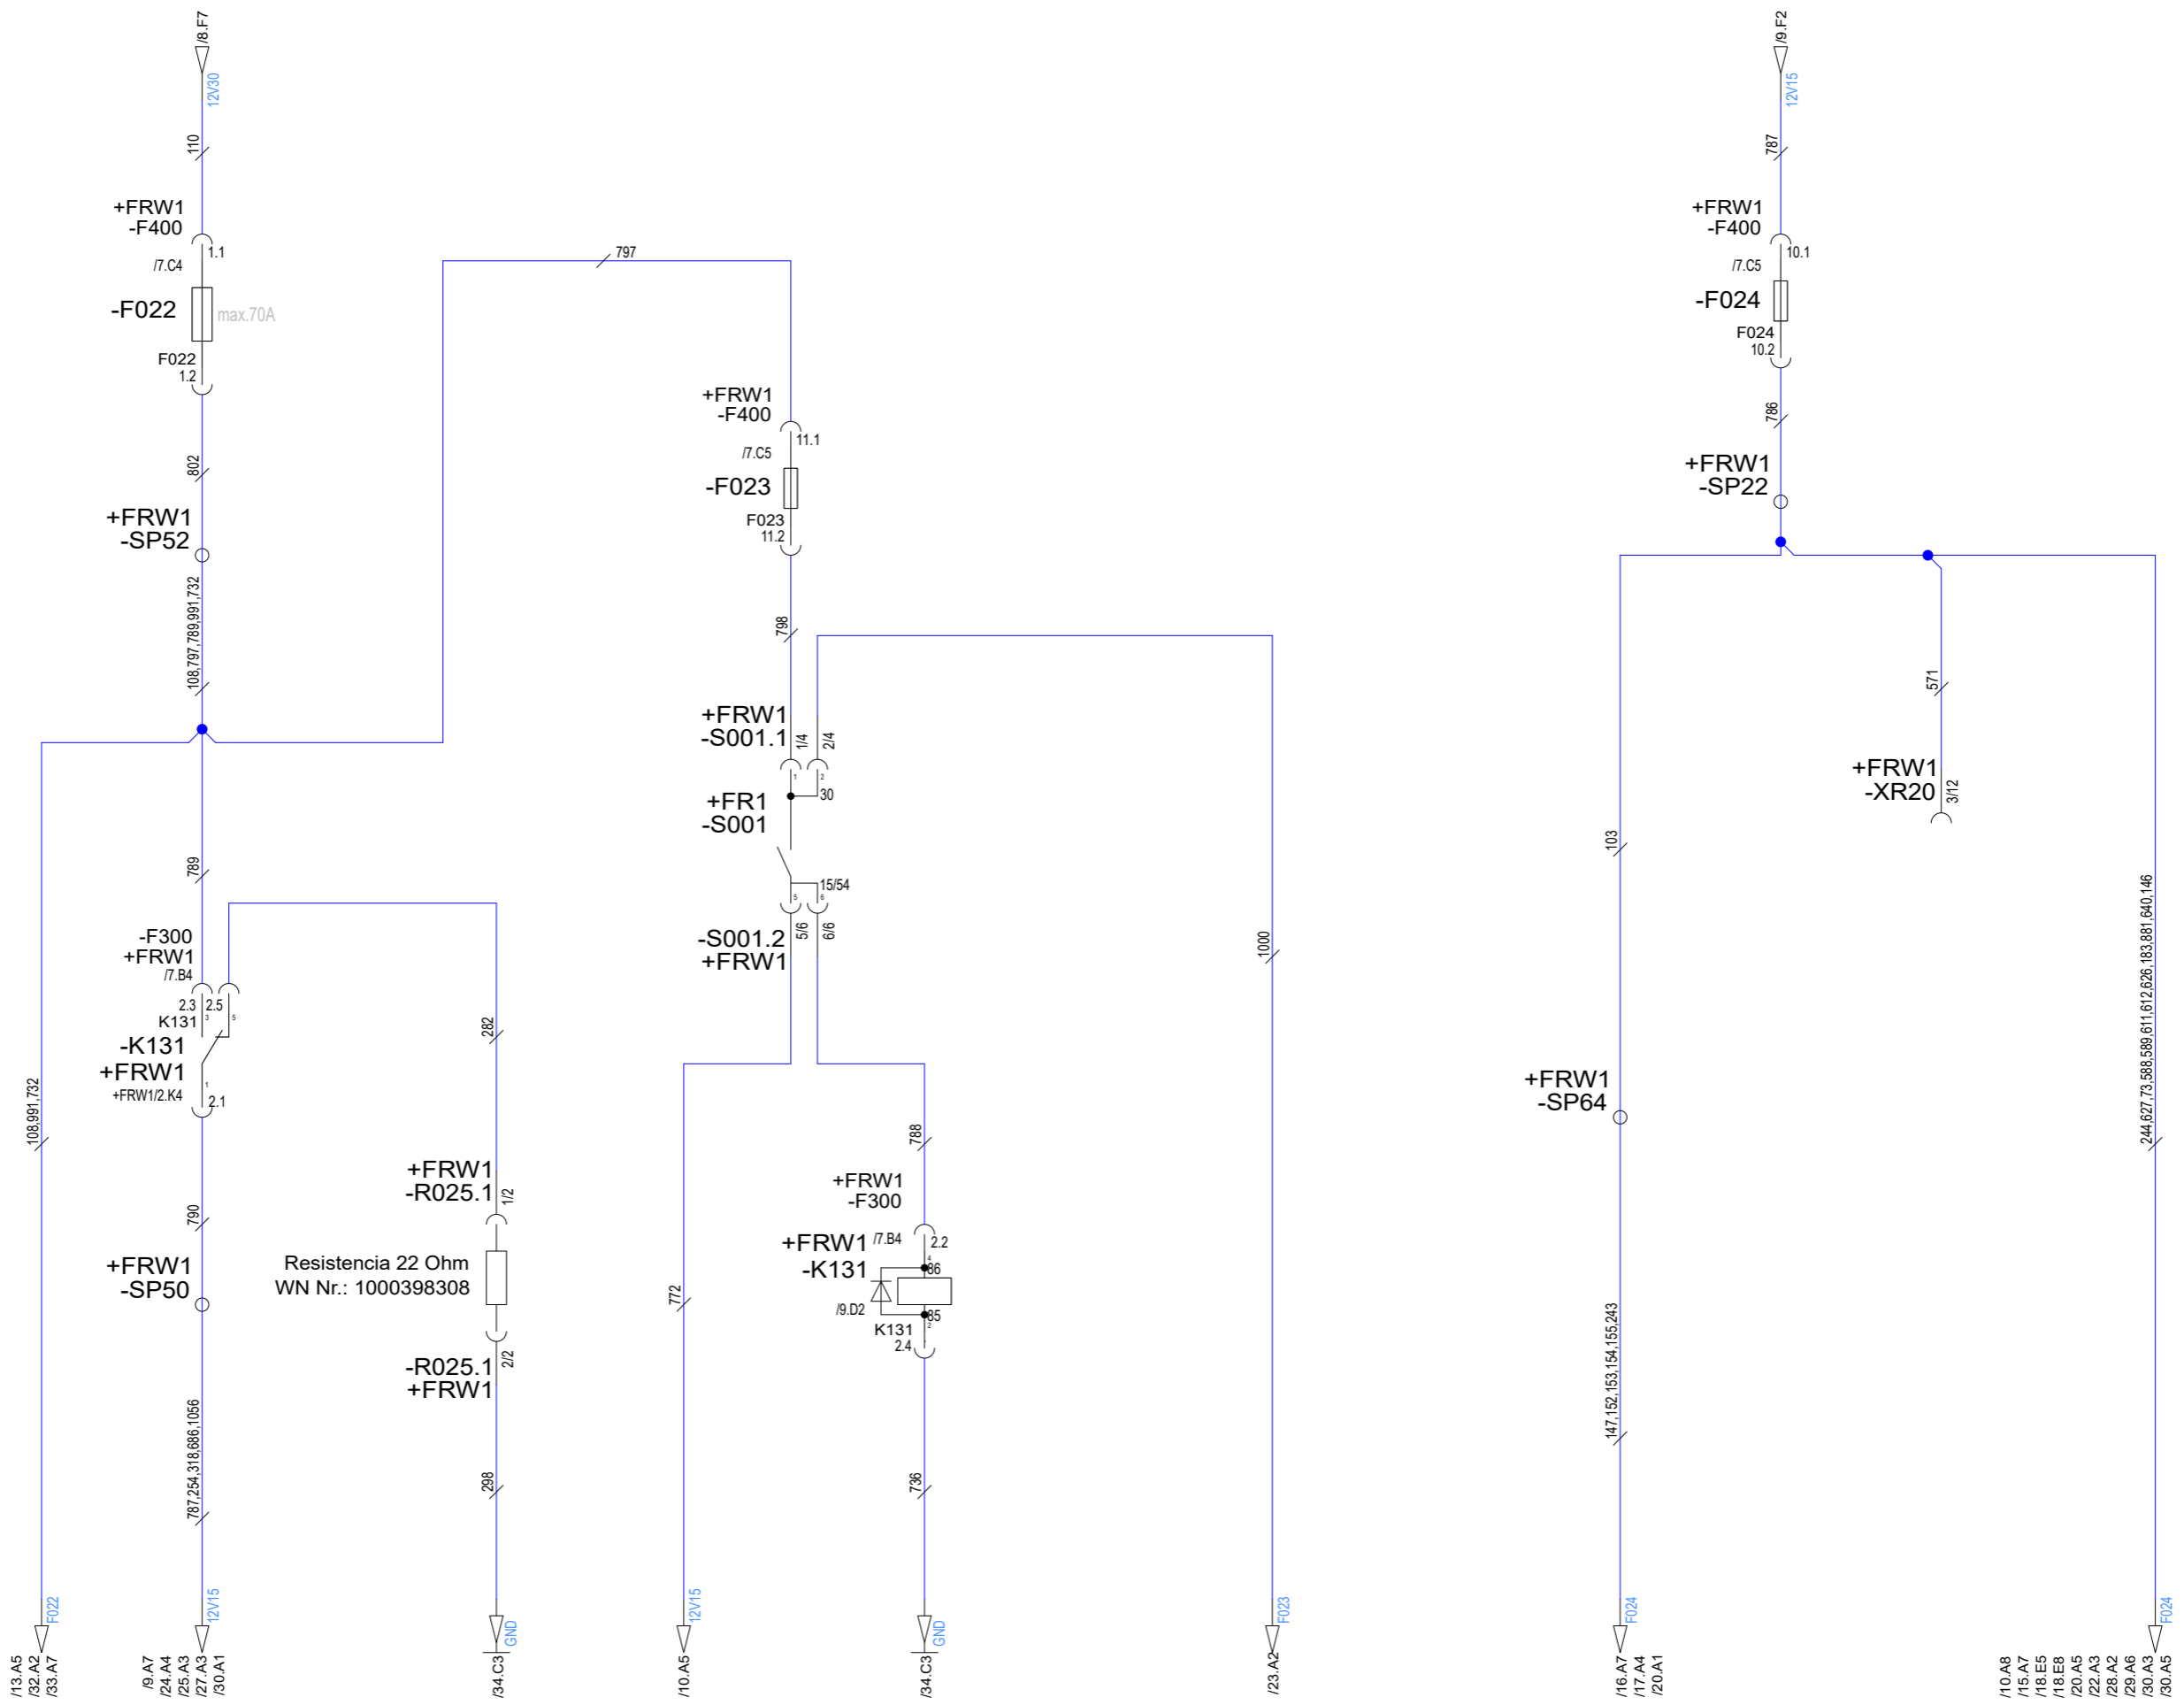 /8.F7
12V30
110
+FRW1
-F400
1.1
/7.C4
-F022
max.70A
F022
1.2
802
+FRW1
-SP52
108,797,789,991,732
797
789
-F300
+FRW1
/7.B4
2.3
2.5
K131
3
5
-K131
+FRW1
+FRW1/2.K4
1
2.1
790
+FRW1
-SP50
787,254,318,686,1056
108,991,732
282
+FRW1
-R025.1
1/2
Resistencia 22 Ohm
WN Nr.: 1000398308
-R025.1
+FRW1
2/2
298
+FRW1
-F400
11.1
/7.C5
-F023
F023
11.2
798
+FRW1
-S001.1
1/4
2/4
1
2
30
+FR1
-S001
15/54
5
6
-S001.2
+FRW1
5/6
6/6
772
788
+FRW1
-F300
+FRW1
/7.B4
2.2
4
-K131
86
/9.D2
85
2
K131
2.4
736
1000
/9.F2
12V15
787
+FRW1
-F400
10.1
/7.C5
-F024
F024
10.2
786
+FRW1
-SP22
571
+FRW1
-XR20
3/12
103
+FRW1
-SP64
147,152,153,154,155,243
244,627,73,588,589,611,612,626,183,881,640,146
F022
/13.A5
/32.A2
/33.A7
12V15
/9.A7
/24.A4
/25.A3
/27.A3
/30.A1
GND
/34.C3
12V15
/10.A5
GND
/34.C3
F023
/23.A2
F024
/16.A7
/17.A4
/20.A1
F024
/10.A8
/15.A7
/18.E5
/18.E8
/20.A5
/22.A3
/28.A2
/29.A6
/30.A3
/30.A5